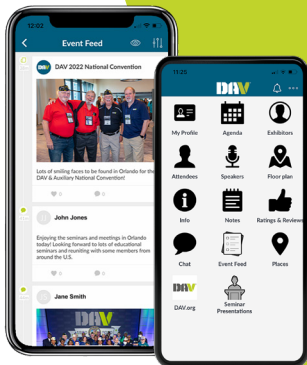 12:02
Event Feed
DAV
DAV 2022 National Convention
Lots of smiling faces to be found in Orlando for the
DAV & Auxiliary National Convention!
0
0
John Jones
Enjoying the seminars and meetings in Orlando
today! Looking forward to lots of educational
seminars and reuniting with some members from
around the U.S.
0
0
Jane Smith
DAV
11:25
DAV
My Profile
Agenda
Exhibitors
Attendees
Speakers
Floor plan
Info
Notes
Ratings & Reviews
Chat
Event Feed
Places
DAV
DAV.org
Seminar
Presentations